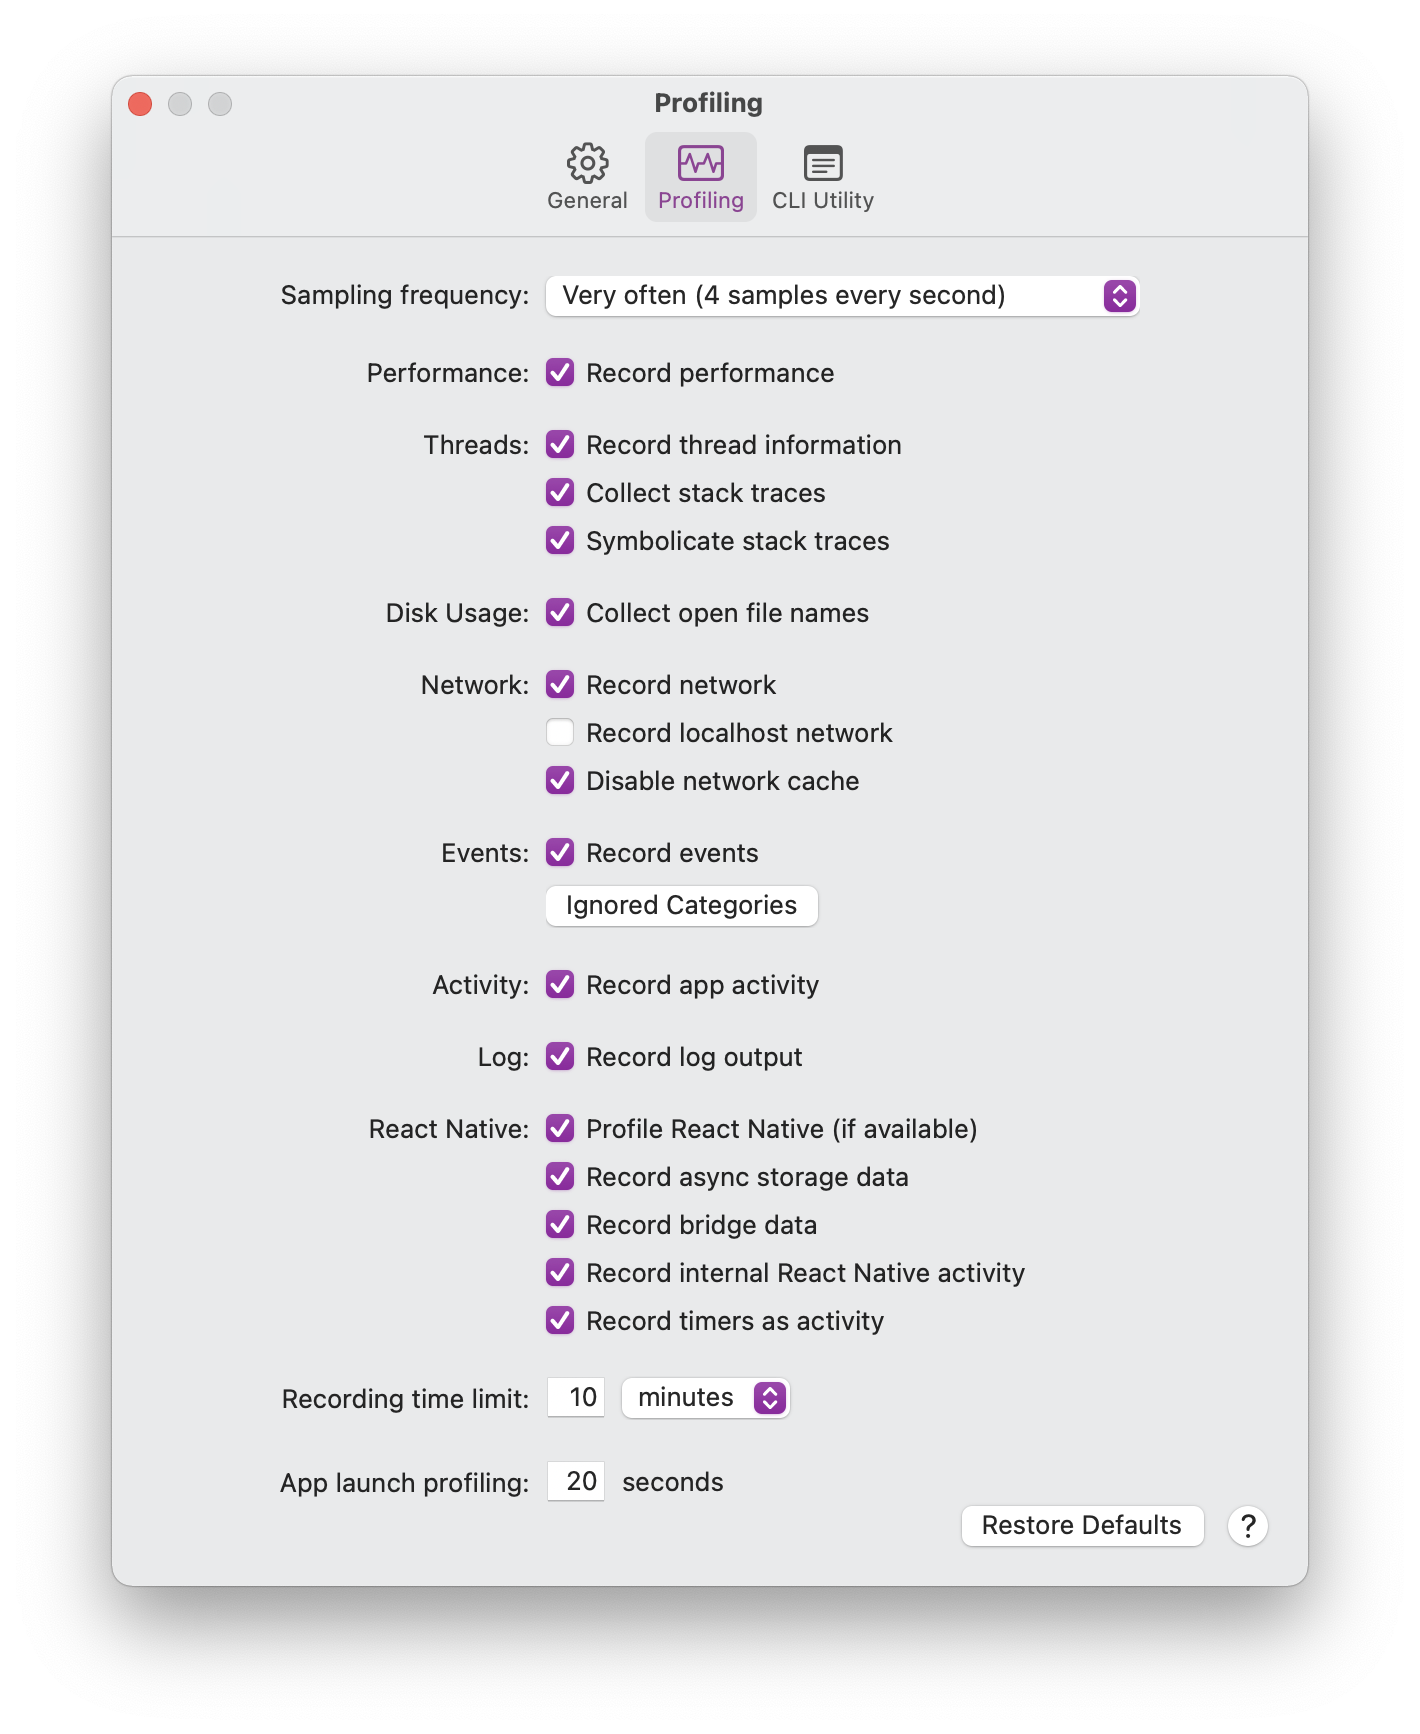 Profiling
General Profiling CLI Utility
Sampling frequency: Very often (4 samples every second)
Performance: Record performance
Threads: Record thread information
Collect stack traces
Symbolicate stack traces
Disk Usage: Collect open file names
Network: Record network
Record localhost network
Disable network cache
Events: Record events
Ignored Categories
Activity: Record app activity
Log: Record log output
React Native: Profile React Native (if available)
Record async storage data
Record bridge data
Record internal React Native activity
Record timers as activity
Recording time limit: 10 minutes
App launch profiling: 20 seconds
Restore Defaults ?